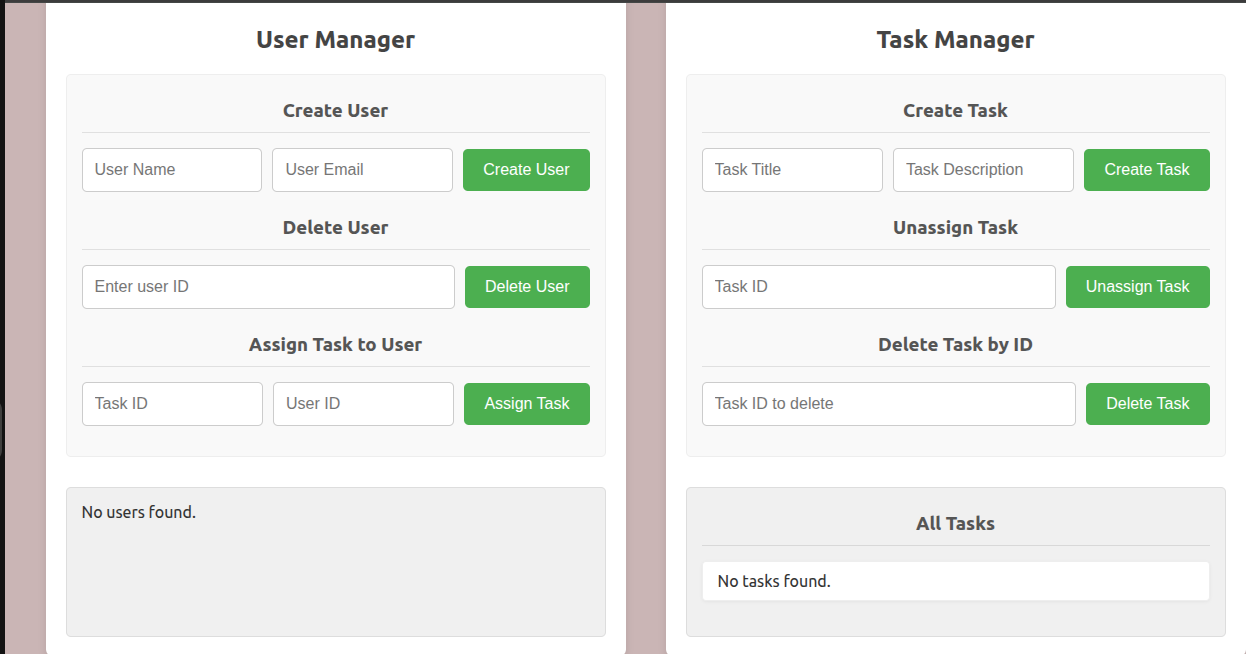 User Manager
Create User
User Name
User Email
Create User
Delete User
Enter user ID
Delete User
Assign Task to User
Task ID
User ID
Assign Task
No users found.
Task Manager
Create Task
Task Title
Task Description
Create Task
Unassign Task
Task ID
Unassign Task
Delete Task by ID
Task ID to delete
Delete Task
All Tasks
No tasks found.